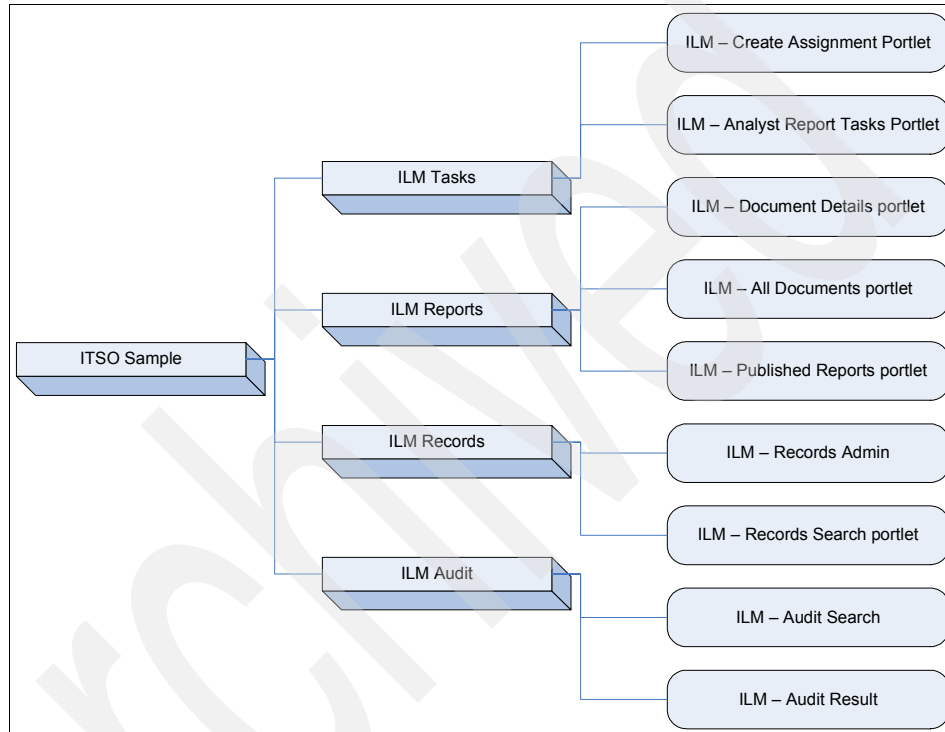 ILM – Create Assignment Portlet
ILM – Analyst Report Tasks Portlet
ILM Tasks
ILM – Document Details portlet
ILM – All Documents portlet
ILM Reports
ITSO Sample
ILM – Published Reports portlet
ILM Records
ILM – Records Admin
ILM – Records Search portlet
ILM Audit
ILM – Audit Search
ILM – Audit Result
rchived